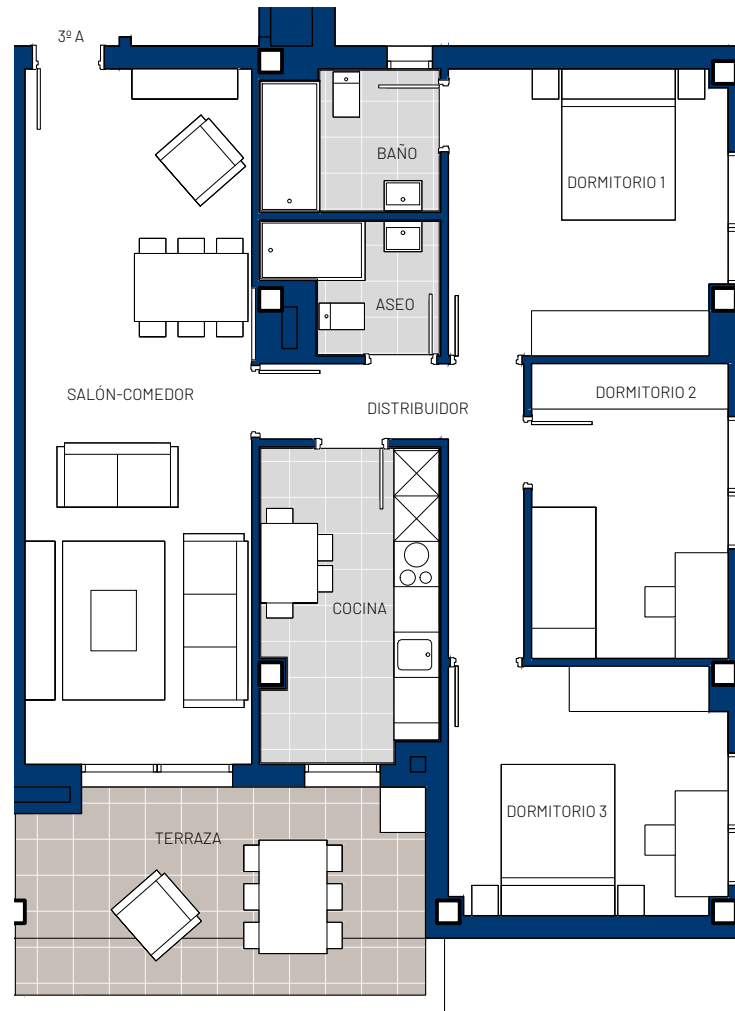 3º A
BAÑO
DORMITORIO 1
ASEO
SALÓN-COMEDOR
DORMITORIO 2
DISTRIBUIDOR
COCINA
DORMITORIO 3
TERRAZA